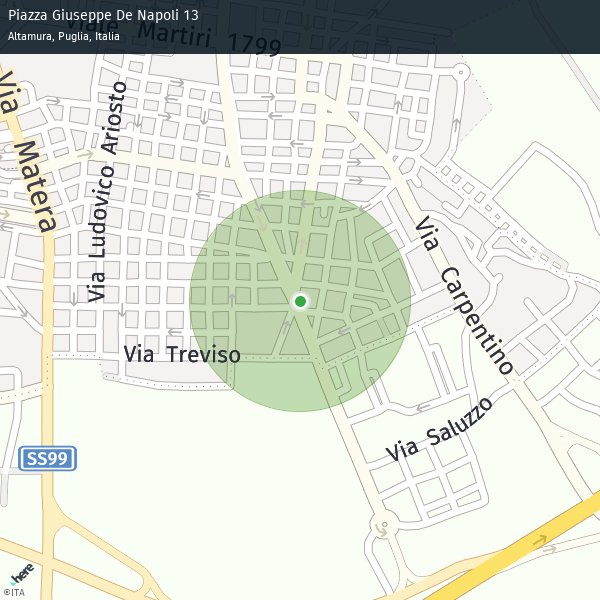 Piazza Giuseppe De Napoli 13
Altamura, Puglia, Italia
Viale Martiri 1799
Via Matera
Via Ludovico Ariosto
Via Carpentino
Via Treviso
Via Saluzzo
SS99
here
©ITA